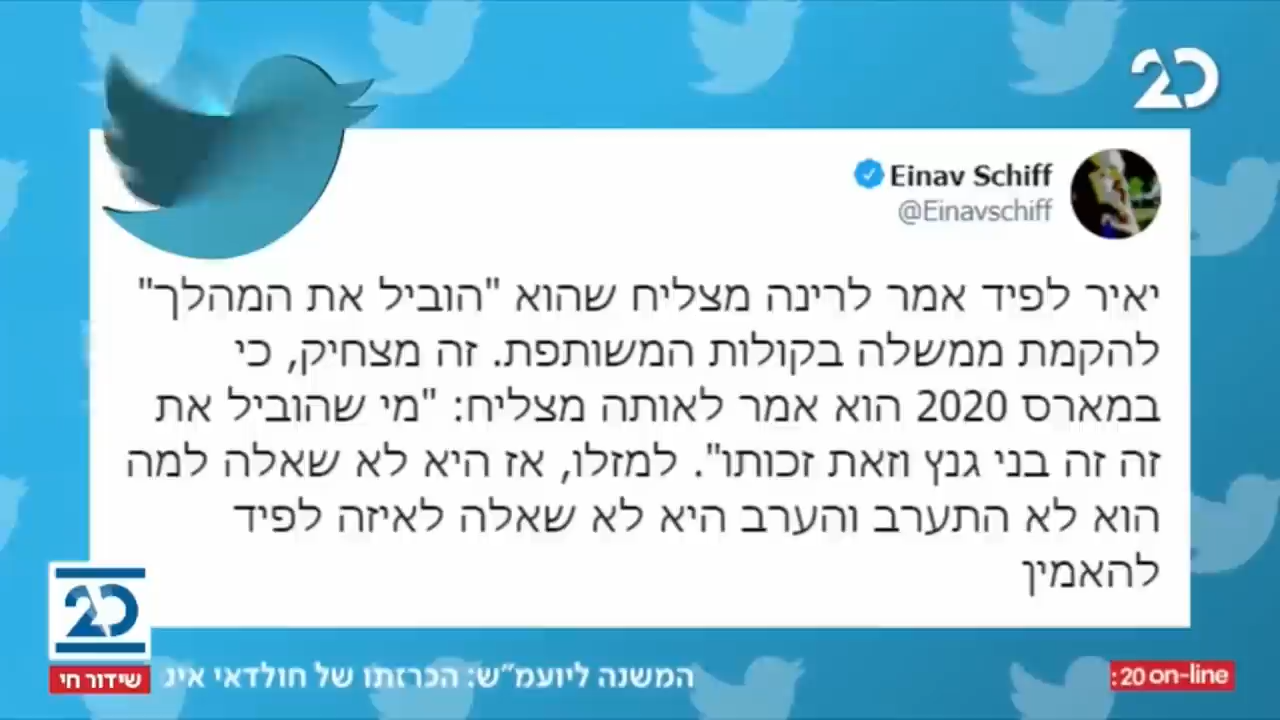 20
Einav Schiff
@Einavschiff
יאיר לפיד אמר לרינה מצליח שהוא "הוביל את המהלך"
להקמת ממשלה בקולות המשותפת. זה מצחיק, כי
במארס 2020 הוא אמר לאותה מצליח: "מי שהוביל את
זה זה בני גנץ וזאת זכותו". למזלו, אז היא לא שאלה למה
הוא לא התערב והערב היא לא שאלה לאיזה לפיד
להאמין
20
שידור חי
המשנה ליועמ"ש: הכרזתו של חולדאי אינ
: 20 on-line